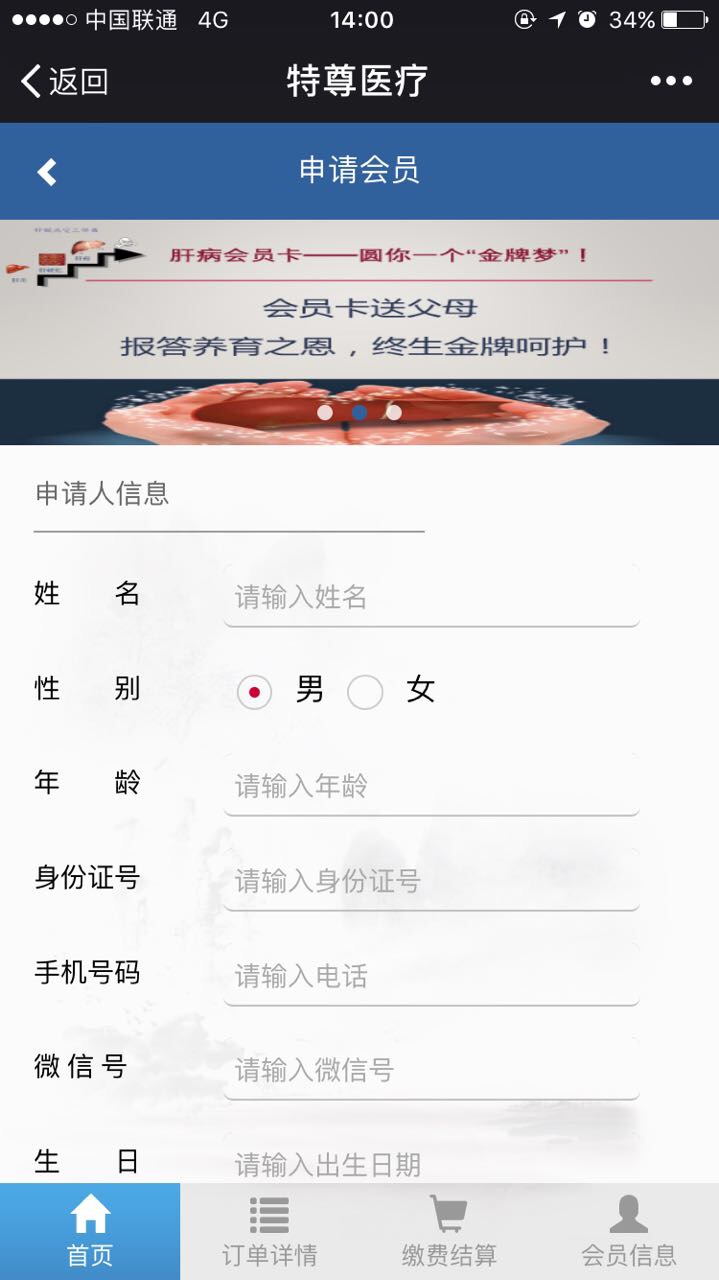 中国联通 4G 14:00 34%
返回 特尊医疗
申请会员
肝病会员卡——圆你一个“金牌梦”！
会员卡送父母
报答养育之恩，终生金牌呵护！
申请人信息
姓 名 请输入姓名
性 别 男 女
年 龄 请输入年龄
身份证号 请输入身份证号
手机号码 请输入电话
微 信 号 请输入微信号
生 日 请输入出生日期
首页 订单详情 缴费结算 会员信息